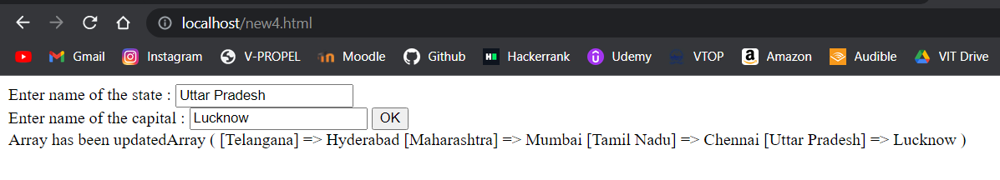 localhost/new4.html
Gmail Instagram V-PROPEL Moodle Github Hackerrank Udemy VTOP Amazon Audible VIT Drive
Enter name of the state : Uttar Pradesh
Enter name of the capital : Lucknow OK
Array has been updatedArray ( [Telangana] => Hyderabad [Maharashtra] => Mumbai [Tamil Nadu] => Chennai [Uttar Pradesh] => Lucknow )